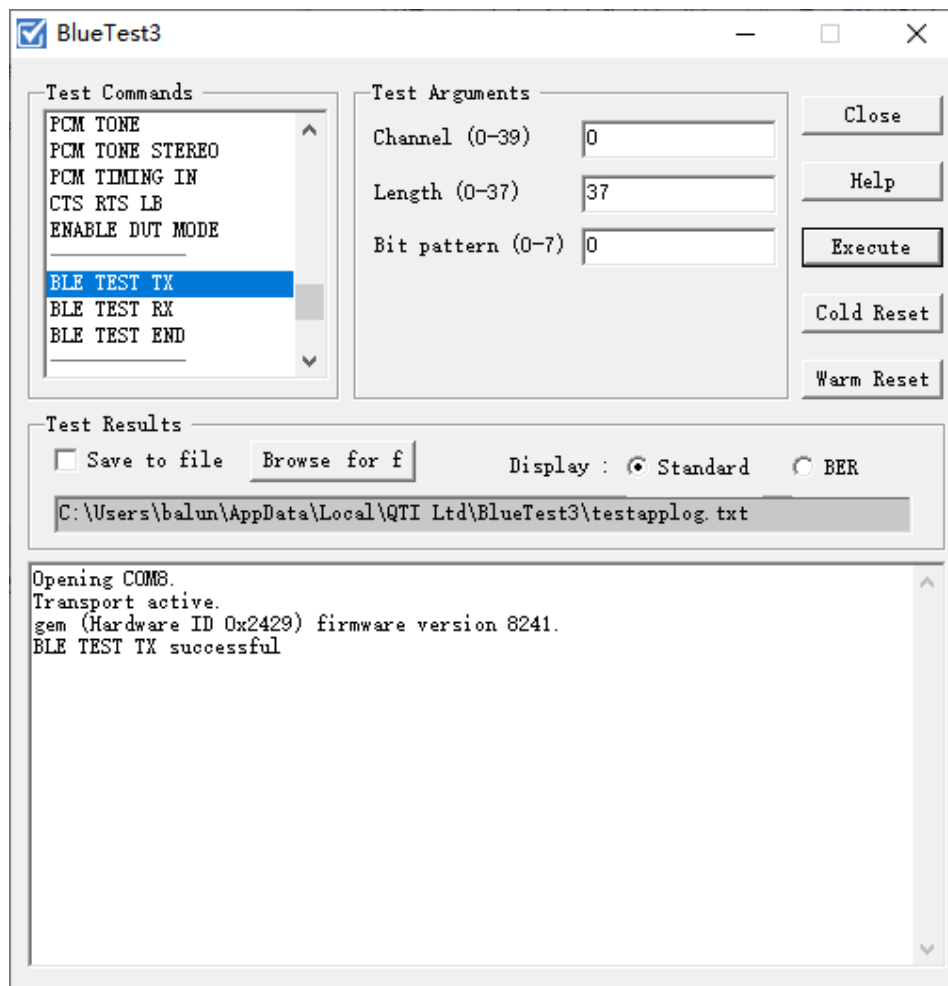 BlueTest3
Test Commands
PCM TONE
PCM TONE STEREO
PCM TIMING IN
CTS RTS LB
ENABLE DUT MODE
BLE TEST TX
BLE TEST RX
BLE TEST END
Test Arguments
Channel (0-39) 0
Length (0-37) 37
Bit pattern (0-7) 0
Close
Help
Execute
Cold Reset
Warm Reset
Test Results
Save to file Browse for f Display : Standard BER
C:\Users\balun\AppData\Local\QTI Ltd\BlueTest3\testapplog.txt
Opening COM8.
Transport active.
gem (Hardware ID 0x2429) firmware version 8241.
BLE TEST TX successful